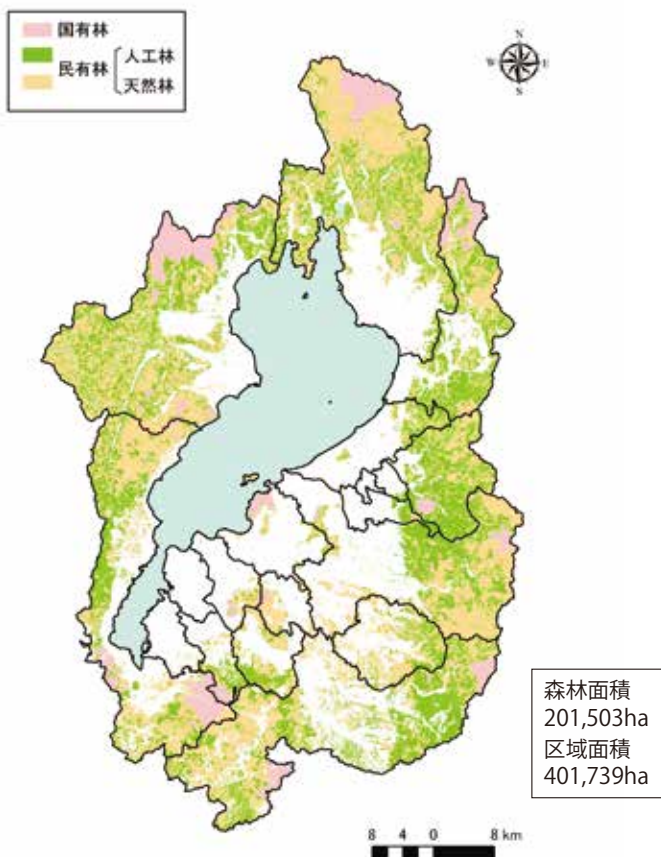 国有林
民有林 人工林
天然林
N
W E
S
森林面積
201,503ha
区域面積
401,739ha
8 4 0 8 km